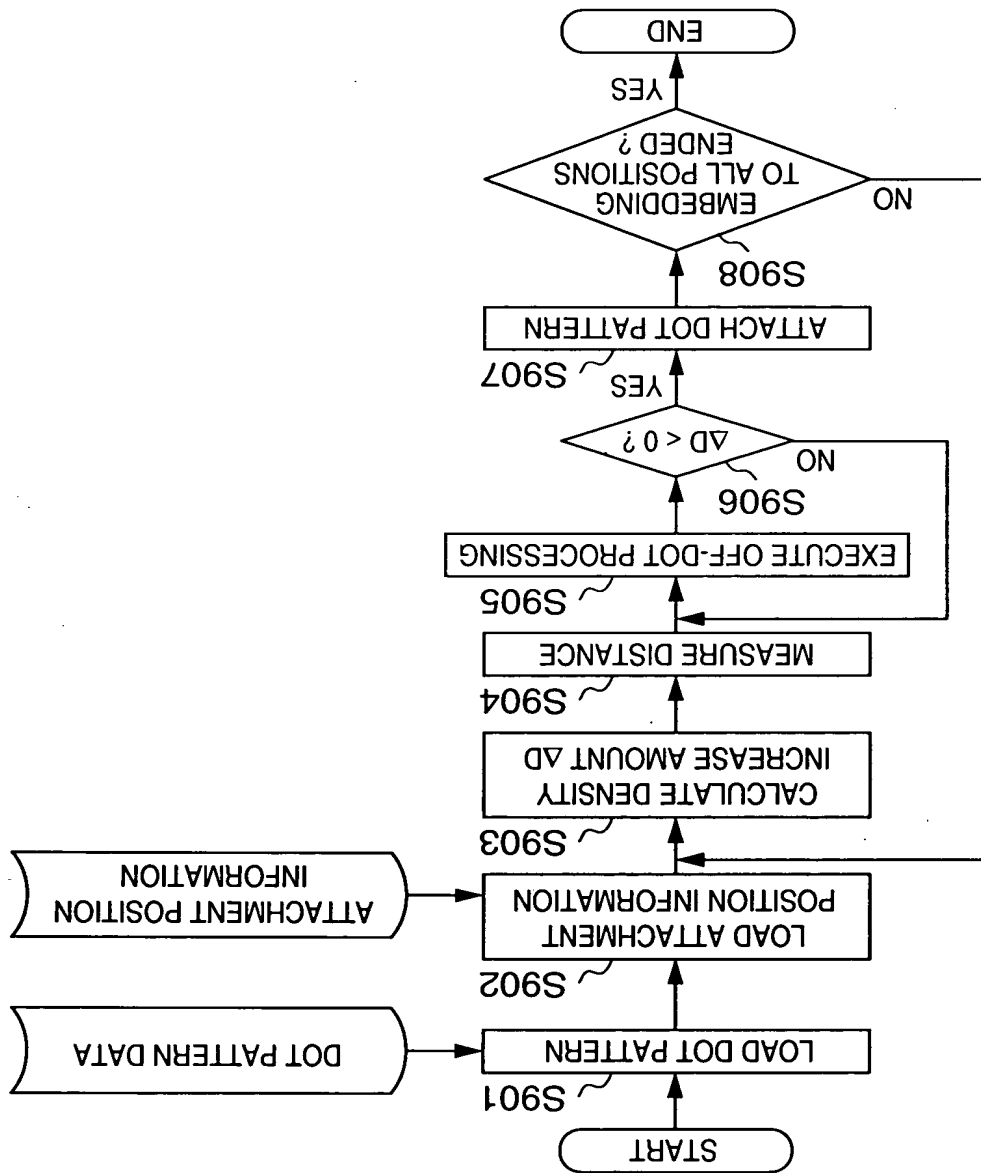 START
S901
LOAD DOT PATTERN
DOT PATTERN DATA
S902
LOAD ATTACHMENT
POSITION INFORMATION
ATTACHMENT POSITION
INFORMATION
S903
CALCULATE DENSITY
INCREASE AMOUNT ΔD
S904
MEASURE DISTANCE
S905
EXECUTE OFF-DOT PROCESSING
S906
ΔD < 0 ?
NO
YES
S907
ATTACH DOT PATTERN
S908
EMBEDDING
TO ALL POSITIONS
ENDED ?
NO
YES
END